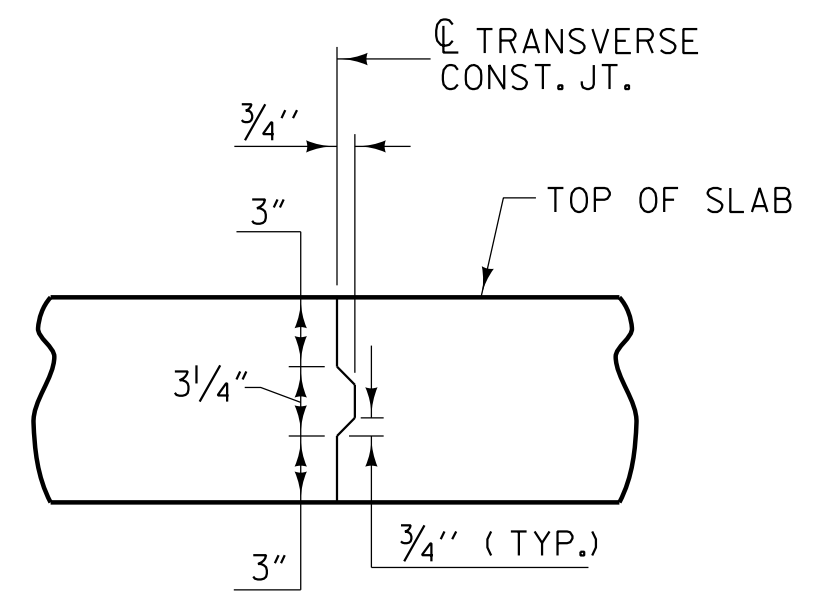 ℄ TRANSVERSE
CONST. JT.
3/4"
3"
TOP OF SLAB
3 1/4"
3/4" (TYP.)
3"